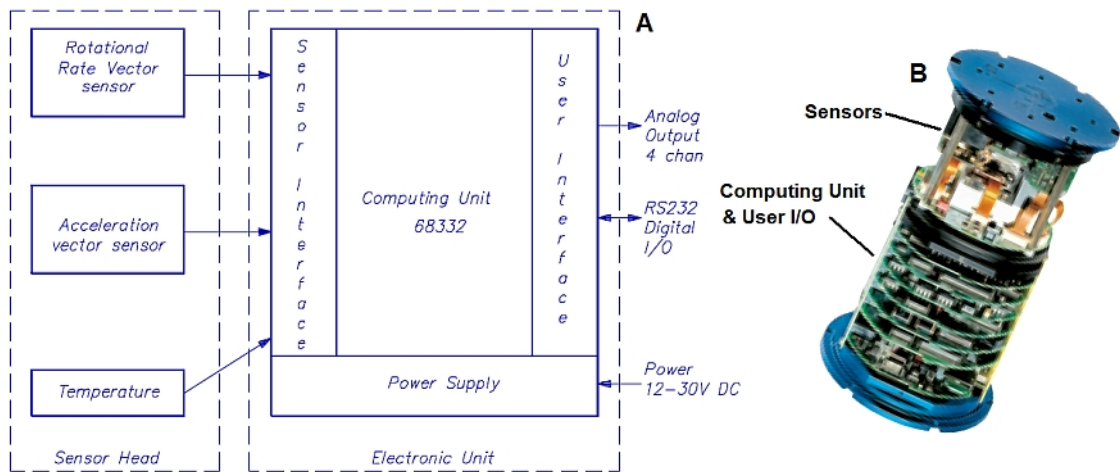 A
Rotational
Rate Vector
sensor
Acceleration
vector sensor
Temperature
Sensor Head
Sensor Interface
Computing Unit
68332
User Interface
Power Supply
Electronic Unit
Analog
Output
4 chan
RS232
Digital
I/O
Power
12-30V DC
B
Sensors
Computing Unit
& User I/O